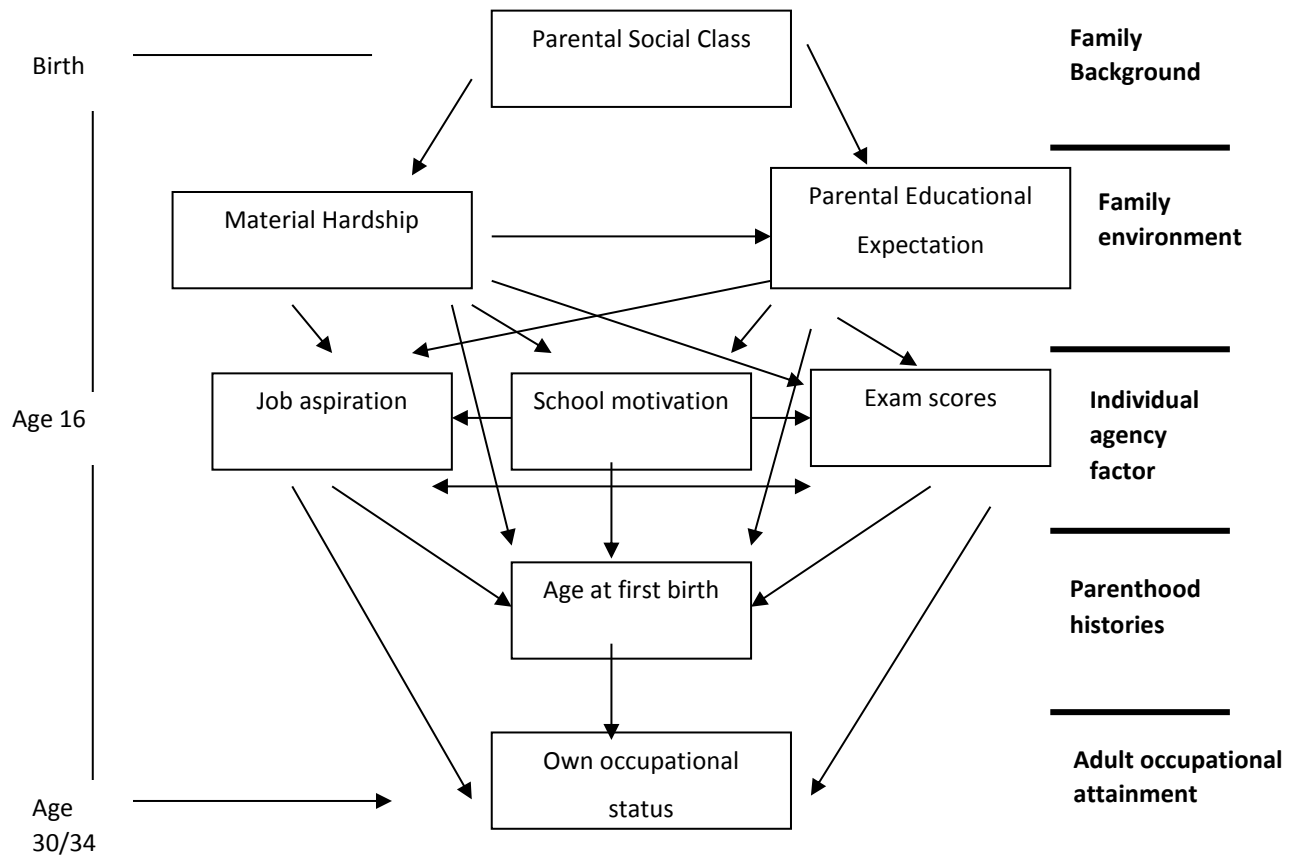 Parental Social Class
Family
Background
Birth
Material Hardship
Parental Educational
Expectation
Family
environment
Job aspiration
School motivation
Exam scores
Individual
agency
factor
Age 16
Age at first birth
Parenthood
histories
Own occupational
status
Adult occupational
attainment
Age
30/34